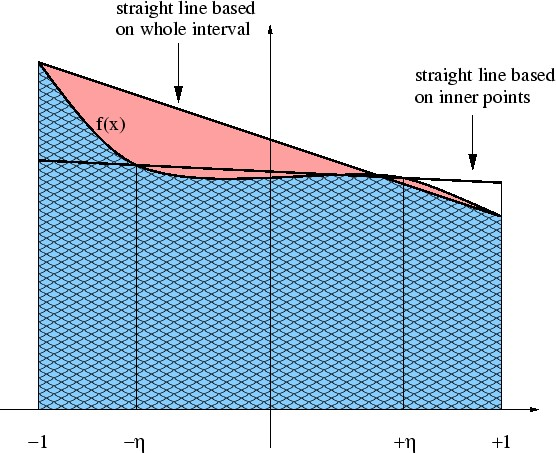 straight line based
on whole interval
straight line based
on inner points
f(x)
−1
−η
+η
+1